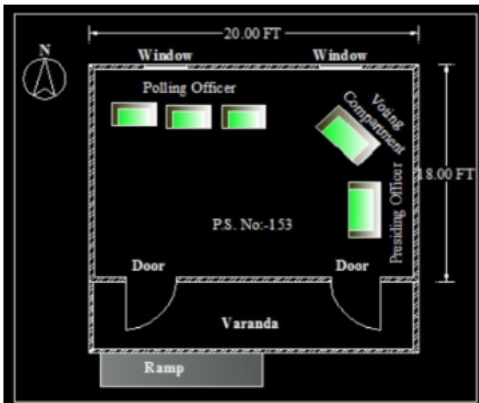 20.00 FT
N
Window
Window
Polling Officer
Voting
Compartment
18.00 FT
Presiding Officer
P.S. No:-153
Door
Door
Varanda
Ramp